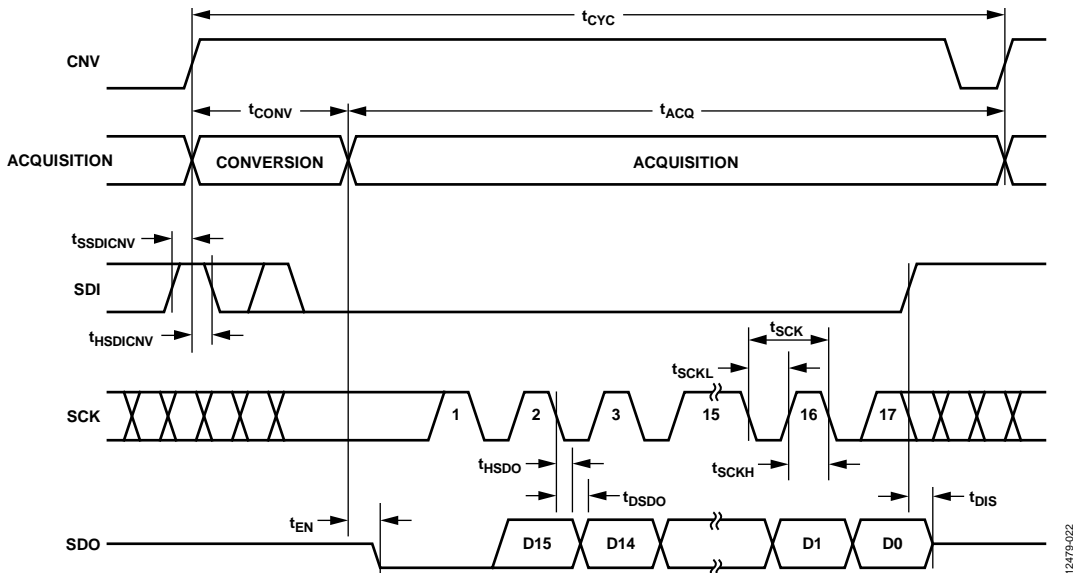 tCYC
CNV
tCONV
tACQ
ACQUISITION
CONVERSION
ACQUISITION
tSSDICNV
SDI
tHSDICNV
tSCK
tSCKL
SCK
1
2
3
15
16
17
tHSDO
tSCKH
tDSDO
tDIS
tEN
SDO
D15
D14
D1
D0
12479-022